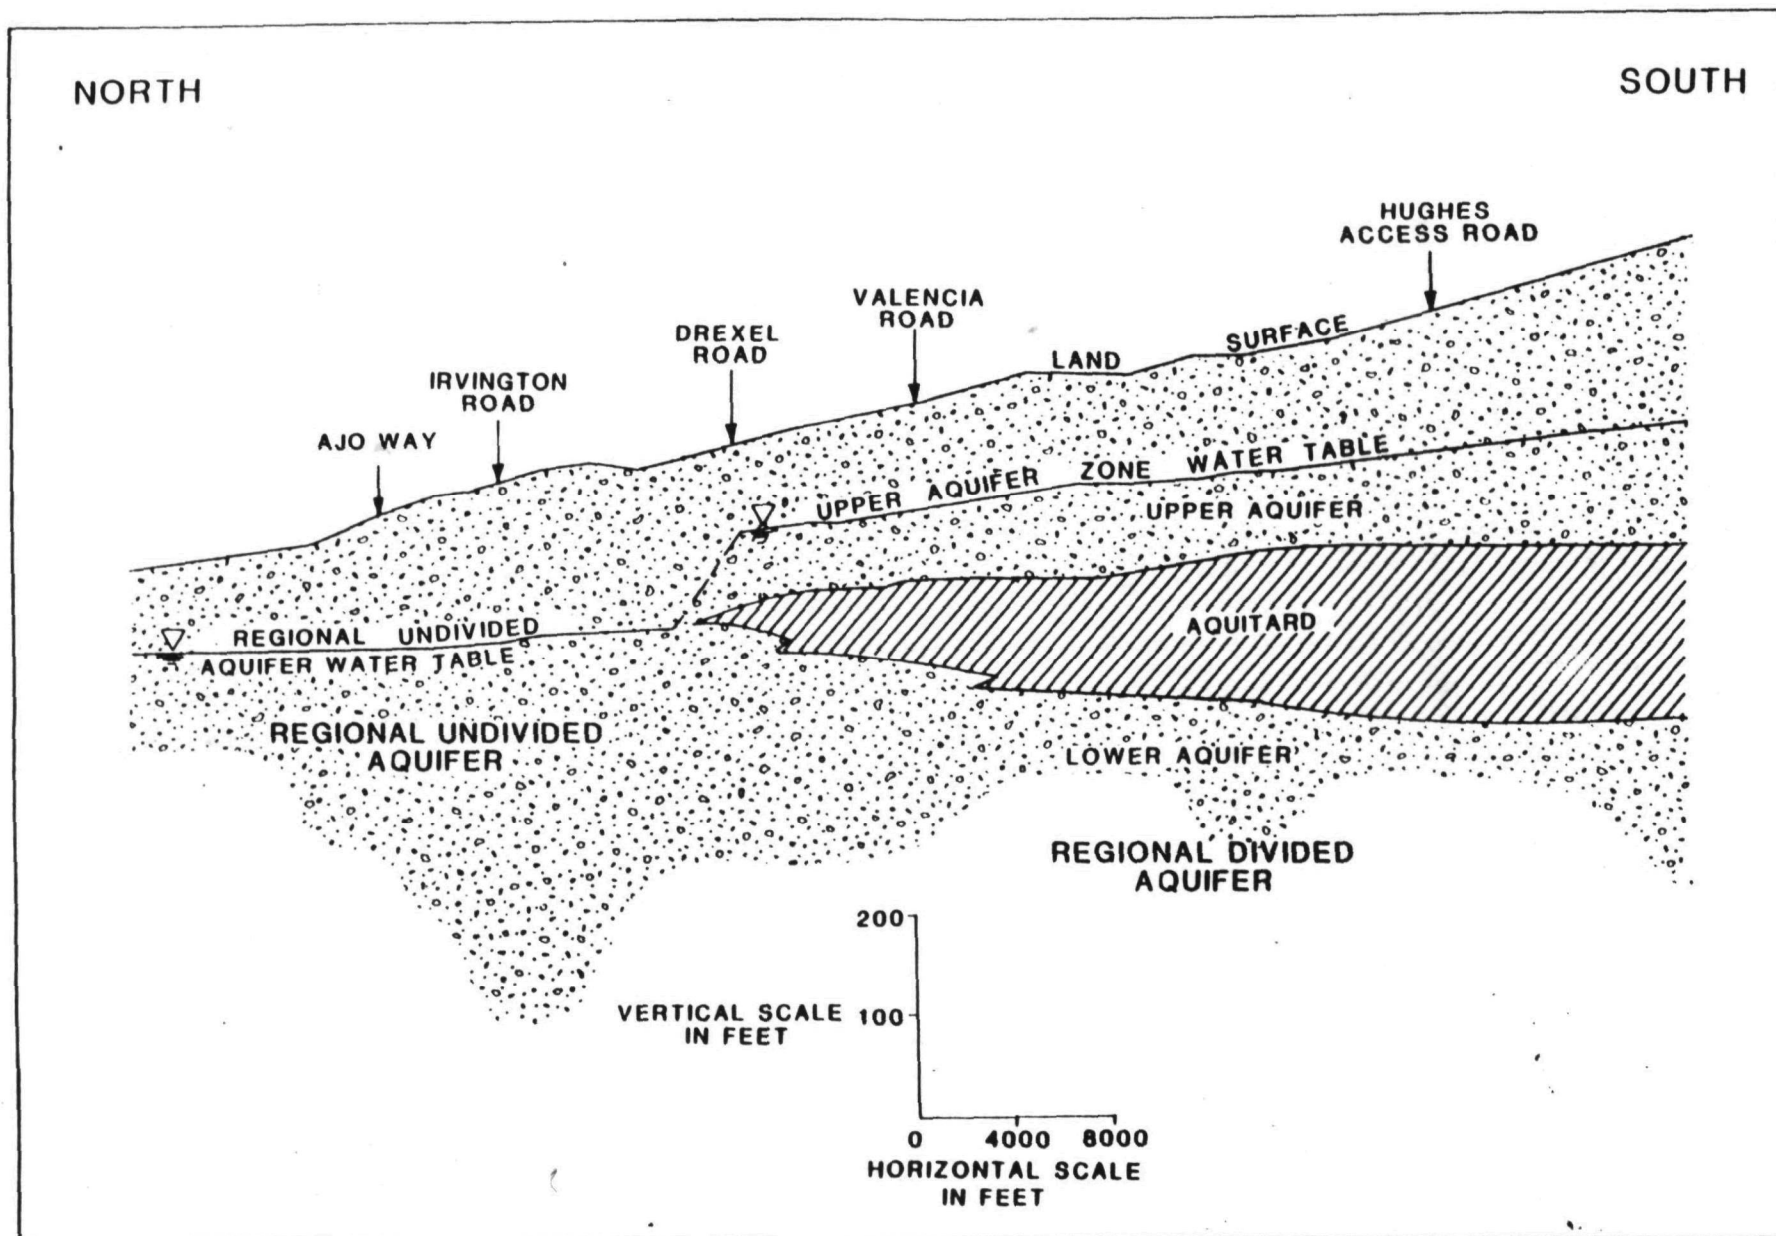 NORTH
SOUTH
HUGHES
ACCESS ROAD
VALENCIA
ROAD
DREXEL
ROAD
IRVINGTON
ROAD
AJO WAY
LAND SURFACE
UPPER AQUIFER ZONE WATER TABLE
UPPER AQUIFER
AQUITARD
REGIONAL UNDIVIDED
AQUIFER WATER TABLE
REGIONAL UNDIVIDED
AQUIFER
LOWER AQUIFER
REGIONAL DIVIDED
AQUIFER
200
VERTICAL SCALE 100
IN FEET
0 4000 8000
HORIZONTAL SCALE
IN FEET